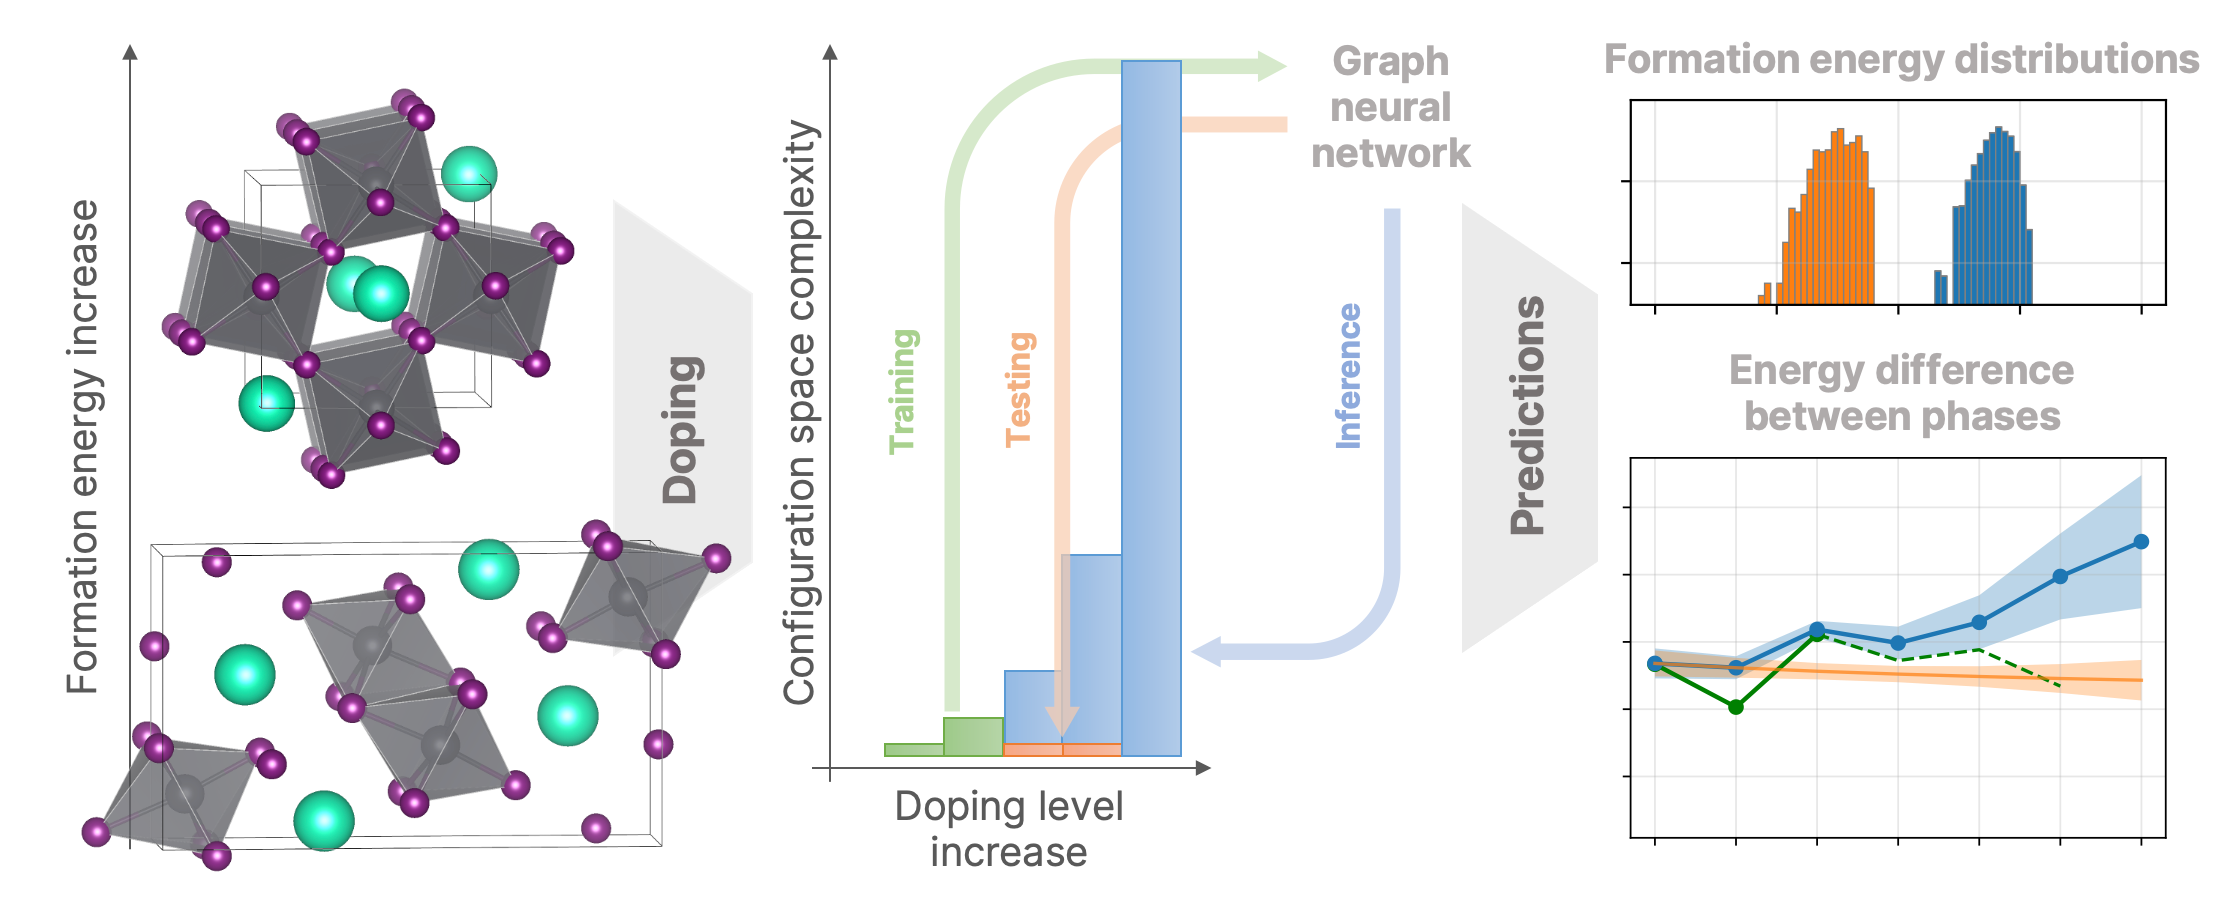 Formation energy increase
Doping
Configuration space complexity
Training
Testing
Doping level
increase
Graph
neural
network
Inference
Predictions
Formation energy distributions
Energy difference
between phases